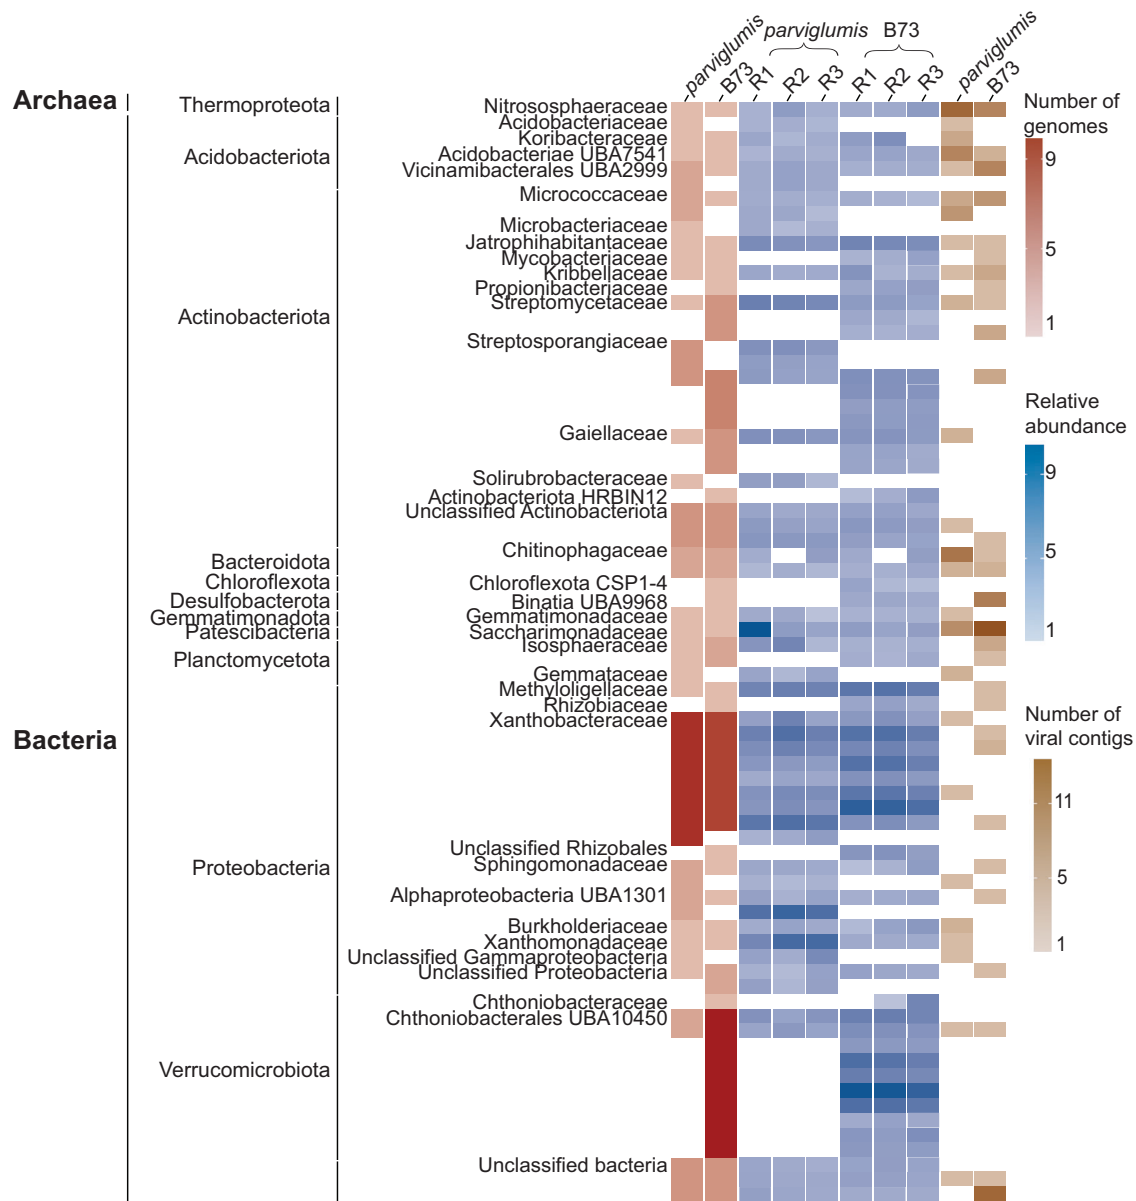 parviglumis B73
parviglumis B73 R1 R2 R3 R1 R2 R3 parviglumis B73
Archaea
Thermoproteota
Acidobacteriota
Actinobacteriota
Bacteroidota
Chloroflexota
Desulfobacterota
Gemmatimonadota
Patescibacteria
Planctomycetota
Bacteria
Proteobacteria
Verrucomicrobiota
Nitrososphaeraceae
Acidobacteriaceae
Koribacteraceae
Acidobacteriae UBA7541
Vicinamibacterales UBA2999
Micrococcaceae
Microbacteriaceae
Jatrophihabitantaceae
Mycobacteriaceae
Kribbellaceae
Propionibacteriaceae
Streptomycetaceae
Streptosporangiaceae
Gaiellaceae
Solirubrobacteraceae
Actinobacteriota HRBIN12
Unclassified Actinobacteriota
Chitinophagaceae
Chloroflexota CSP1-4
Binatia UBA9968
Gemmatimonadaceae
Saccharimonadaceae
Isosphaeraceae
Gemmataceae
Methyloligellaceae
Rhizobiaceae
Xanthobacteraceae
Unclassified Rhizobales
Sphingomonadaceae
Alphaproteobacteria UBA1301
Burkholderiaceae
Xanthomonadaceae
Unclassified Gammaproteobacteria
Unclassified Proteobacteria
Chthoniobacteraceae
Chthoniobacterales UBA10450
Unclassified bacteria
Number of
genomes
9
5
1
Relative
abundance
9
5
1
Number of
viral contigs
11
5
1